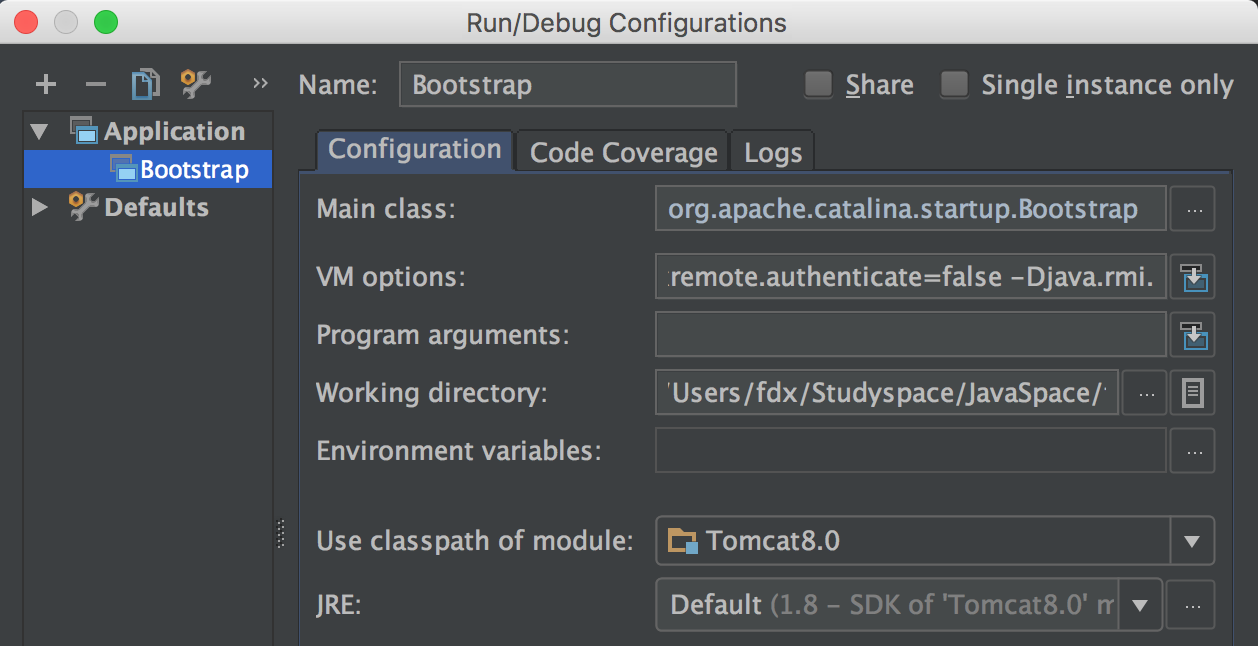 Run/Debug Configurations
Name: Bootstrap Share Single instance only
Application
Bootstrap
Defaults
Configuration Code Coverage Logs
Main class: org.apache.catalina.startup.Bootstrap ...
VM options: remote.authenticate=false -Djava.rmi.
Program arguments:
Working directory: /Users/fdx/Studyspace/JavaSpace/ ...
Environment variables: ...
Use classpath of module: Tomcat8.0
JRE: Default (1.8 – SDK of 'Tomcat8.0' m ...